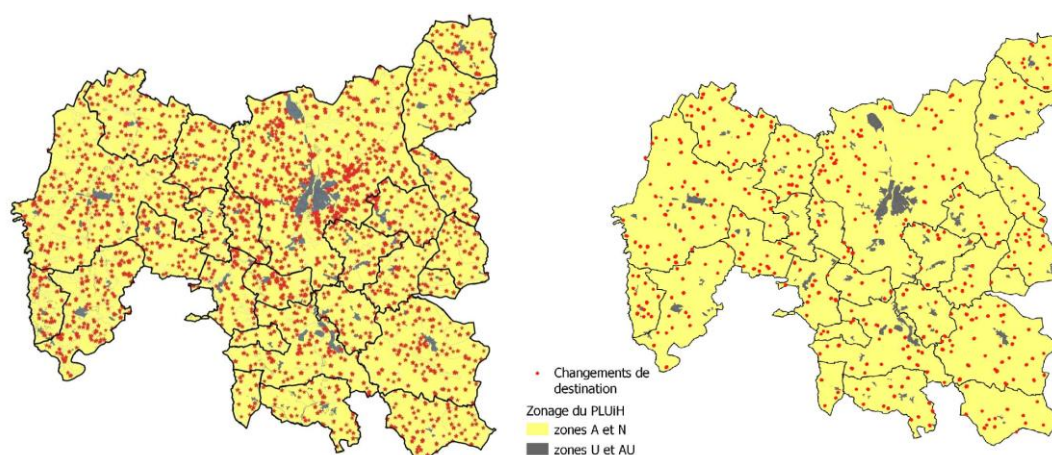 Changements de
destination
Zonage du PLUiH
zones A et N
zones U et AU